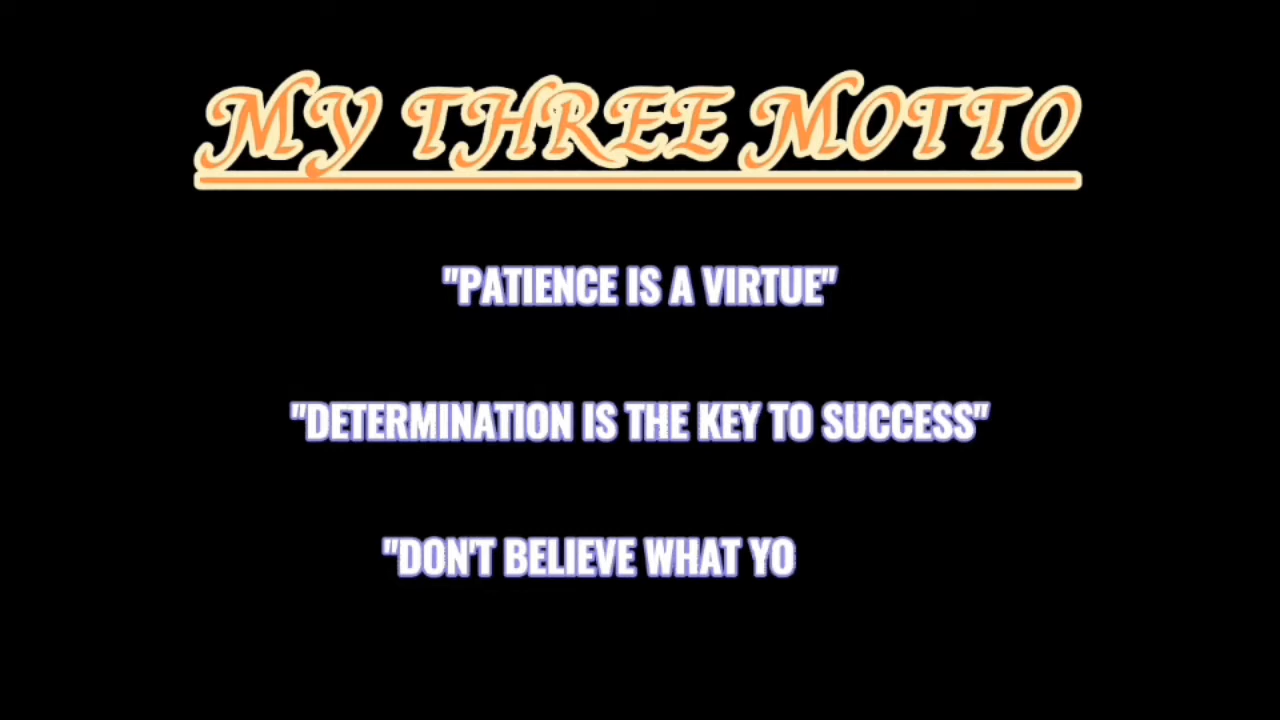 MY THREE MOTTO
"PATIENCE IS A VIRTUE"
"DETERMINATION IS THE KEY TO SUCCESS"
"DON'T BELIEVE WHAT YO